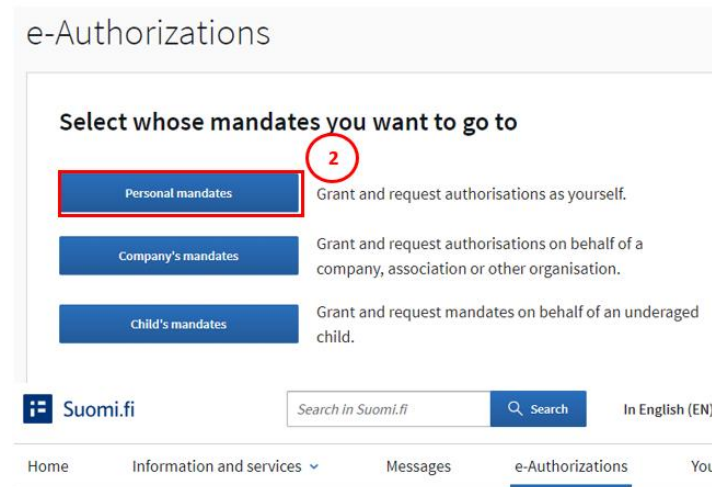 e-Authorizations
Select whose mandates you want to go to
2
Personal mandates
Grant and request authorisations as yourself.
Company's mandates
Grant and request authorisations on behalf of a
company, association or other organisation.
Child's mandates
Grant and request mandates on behalf of an underaged
child.
Suomi.fi
Search in Suomi.fi
Search
In English (EN)
Home
Information and services
Messages
e-Authorizations
You